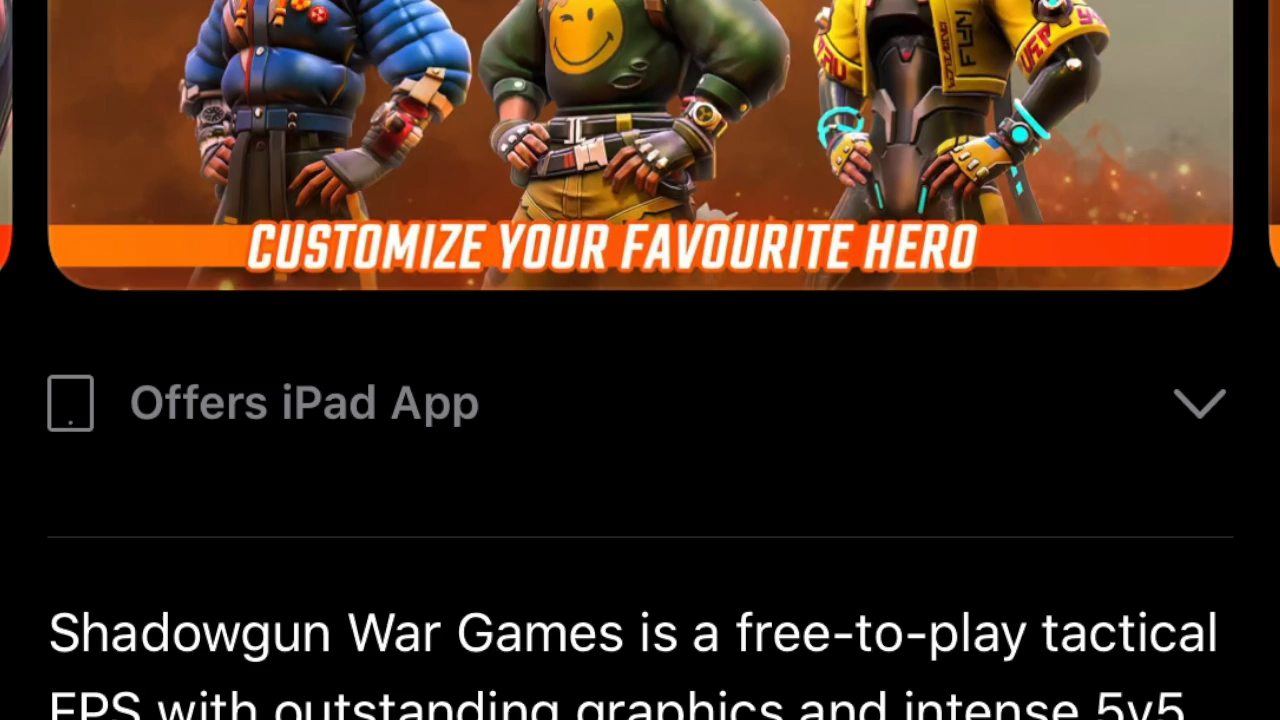 CUSTOMIZE YOUR FAVOURITE HERO
Offers iPad App
Shadowgun War Games is a free-to-play tactical
FPS with outstanding graphics and intense 5v5